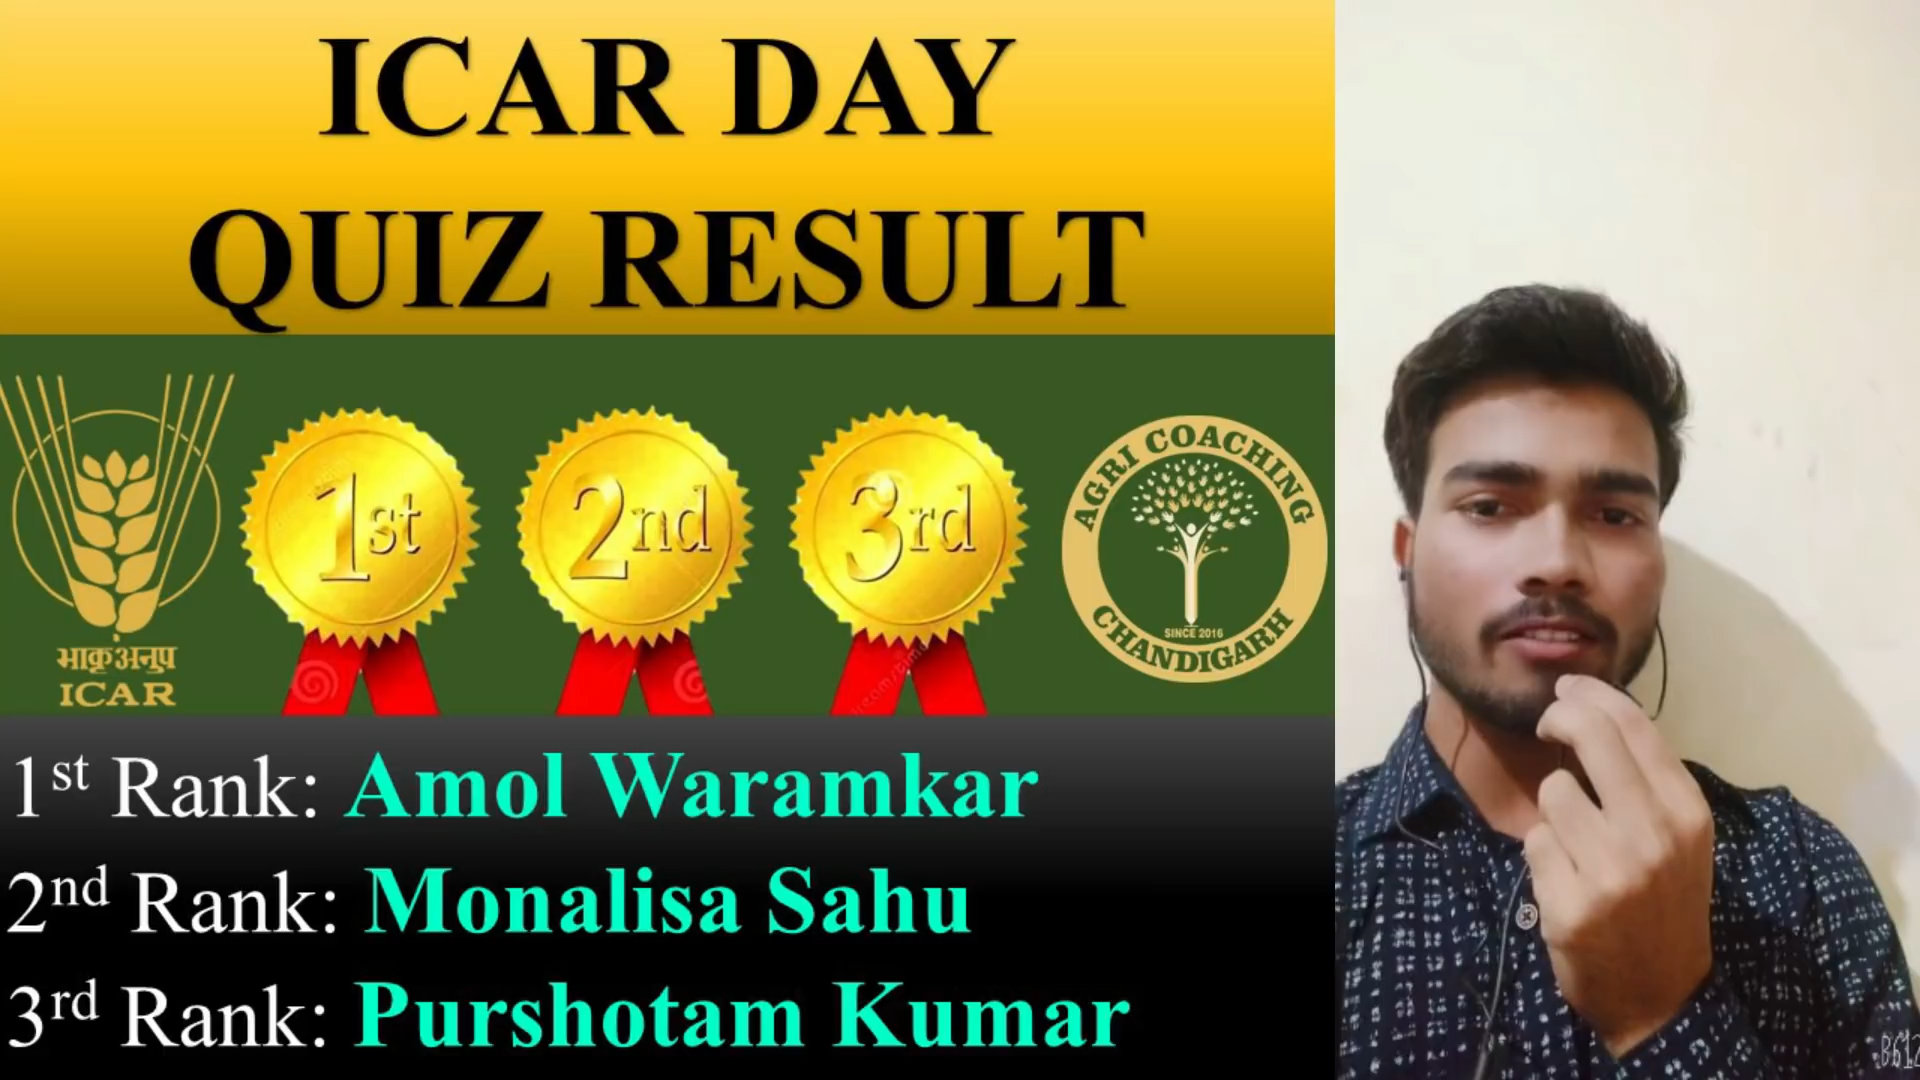 ICAR DAY
QUIZ RESULT
भाकृअनुप
ICAR
1st
2nd
3rd
AGRI COACHING
SINCE 2016
CHANDIGARH
1st Rank: Amol Waramkar
2nd Rank: Monalisa Sahu
3rd Rank: Purshotam Kumar
B612